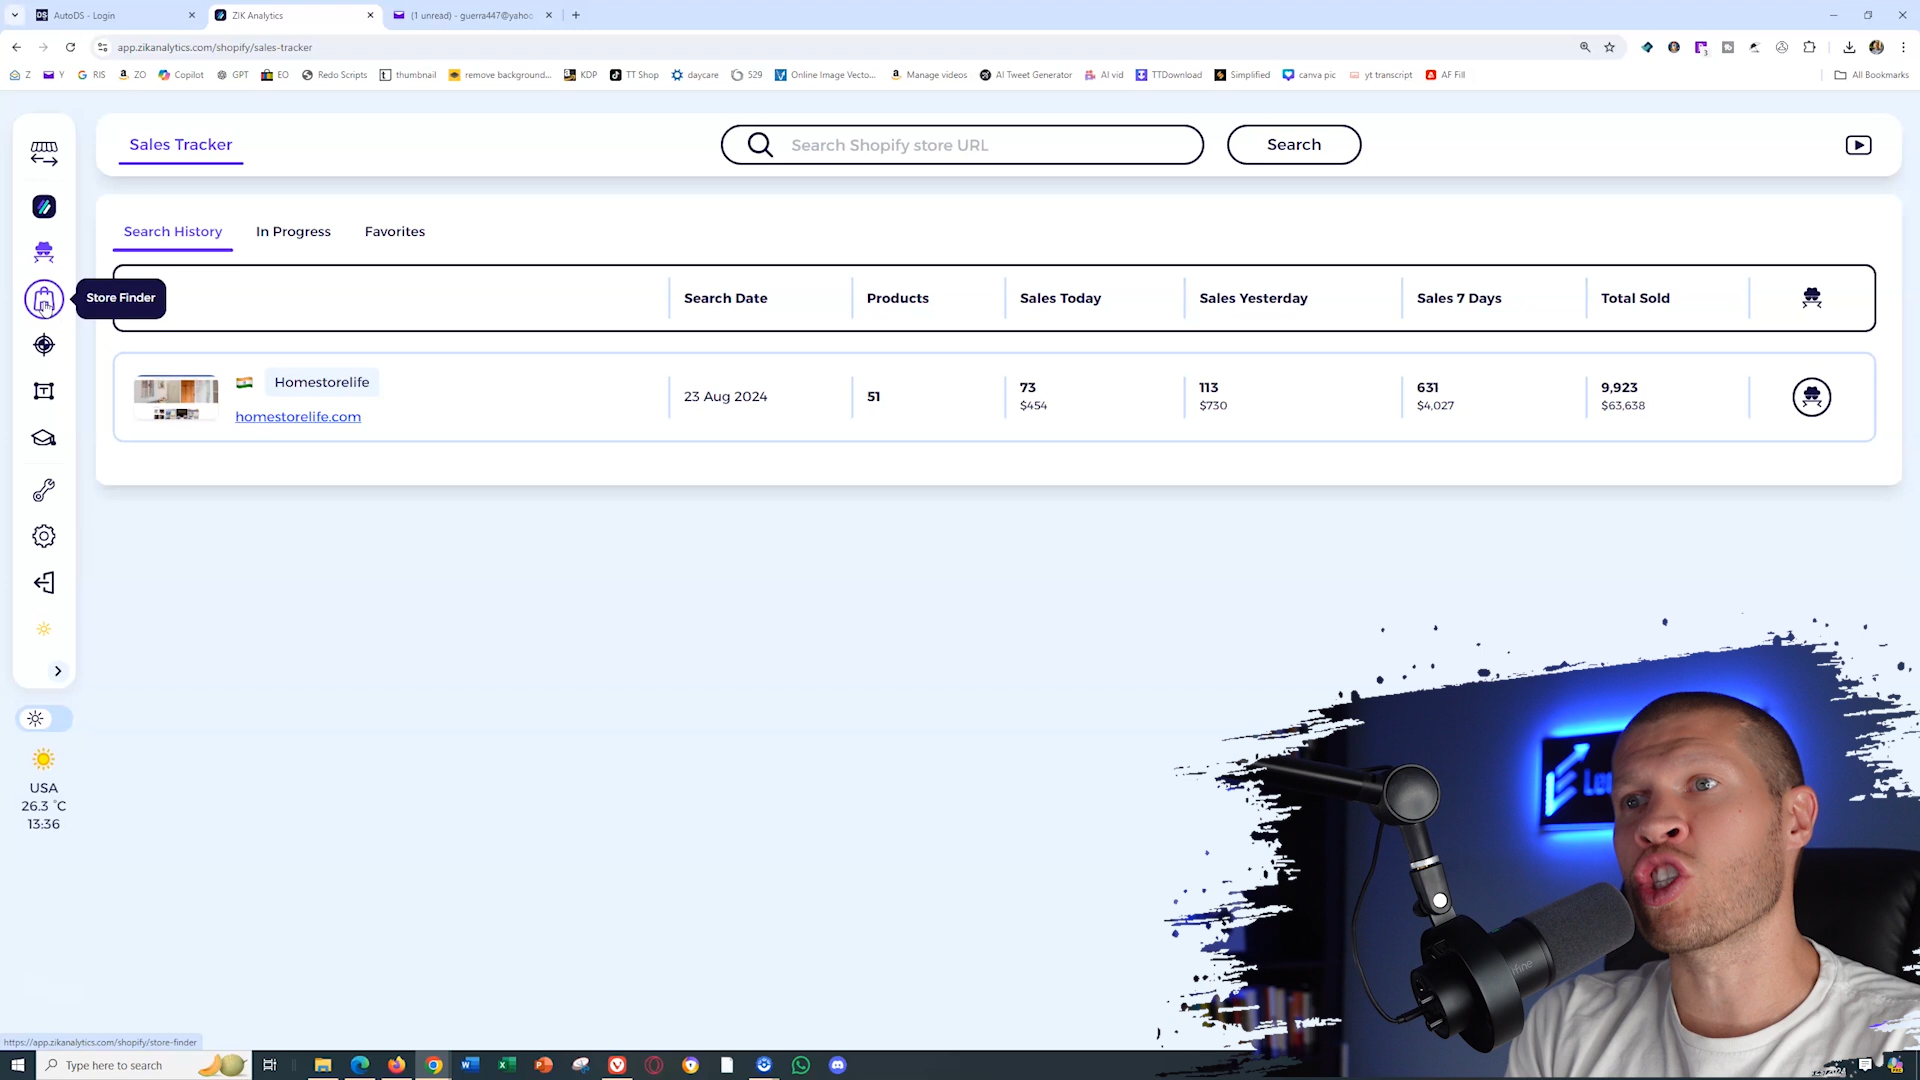 AutoDS - Login
ZIK Analytics
(1 unread) - guerra447@yaho
app.zikanalytics.com/shopify/sales-tracker
Z
Y
RIS
ZO
Copilot
GPT
EO
Redo Scripts
thumbnail
remove background...
KDP
TT Shop
daycare
529
Online Image Vecto...
Manage videos
AI Tweet Generator
AI vid
TTDownload
Simplified
canva pic
yt transcript
AF Fill
All Bookmarks
Sales Tracker
Search Shopify store URL
Search
Search History
In Progress
Favorites
Store Finder
Search Date
Products
Sales Today
Sales Yesterday
Sales 7 Days
Total Sold
Homestorelife
homestorelife.com
23 Aug 2024
51
73
$454
113
$730
631
$4,027
9,923
$63,638
USA
26.3 °C
13:36
https://app.zikanalytics.com/shopify/store-finder
Type here to search